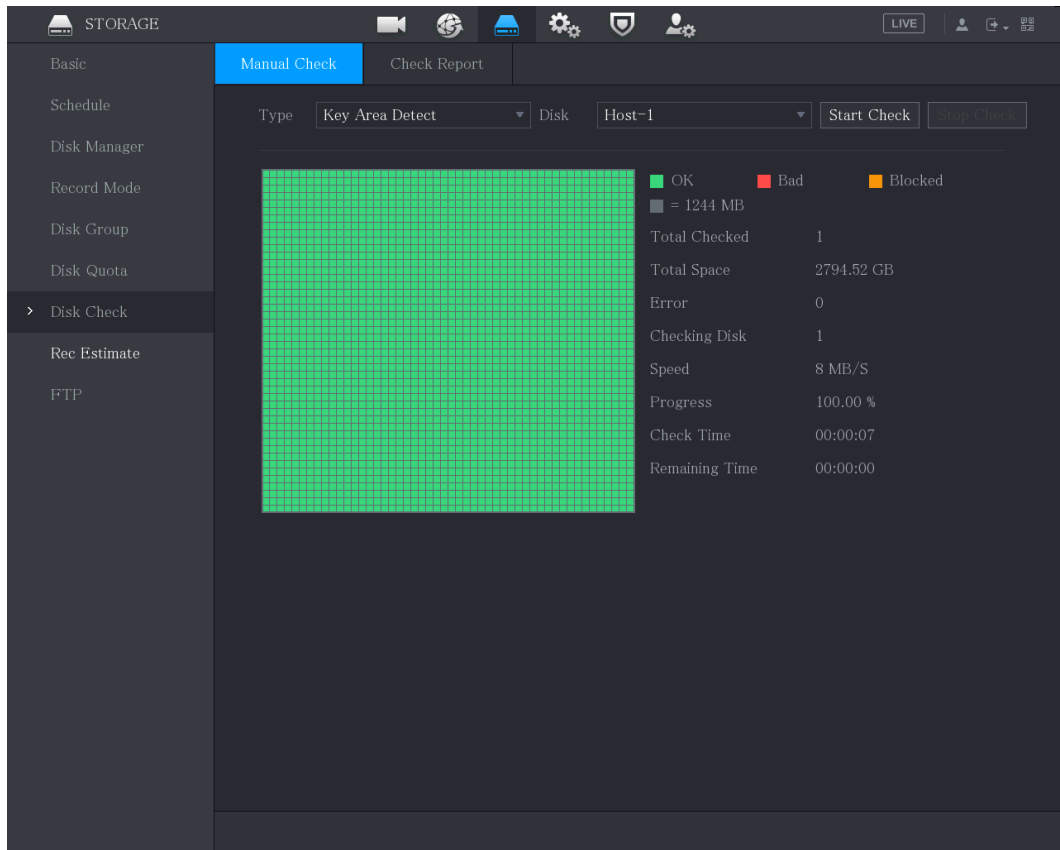 STORAGE
LIVE
Basic
Schedule
Disk Manager
Record Mode
Disk Group
Disk Quota
Disk Check
Rec Estimate
FTP
Manual Check Check Report
Type Key Area Detect Disk Host-1 Start Check Stop Check
OK Bad Blocked
= 1244 MB
Total Checked 1
Total Space 2794.52 GB
Error 0
Checking Disk 1
Speed 8 MB/S
Progress 100.00 %
Check Time 00:00:07
Remaining Time 00:00:00